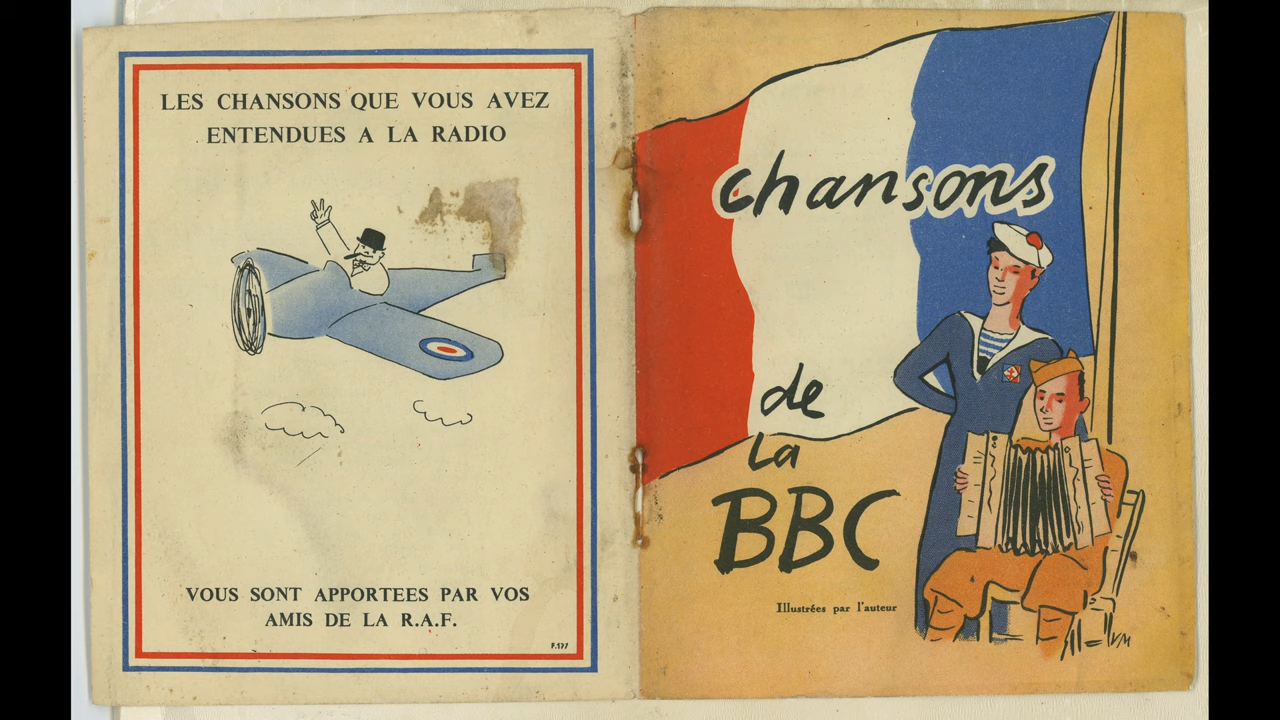 LES CHANSONS QUE VOUS AVEZ
ENTENDUES A LA RADIO
VOUS SONT APPORTEES PAR VOS
AMIS DE LA R.A.F.
F.177
chansons
de
la
BBC
Illustrées par l'auteur
VM